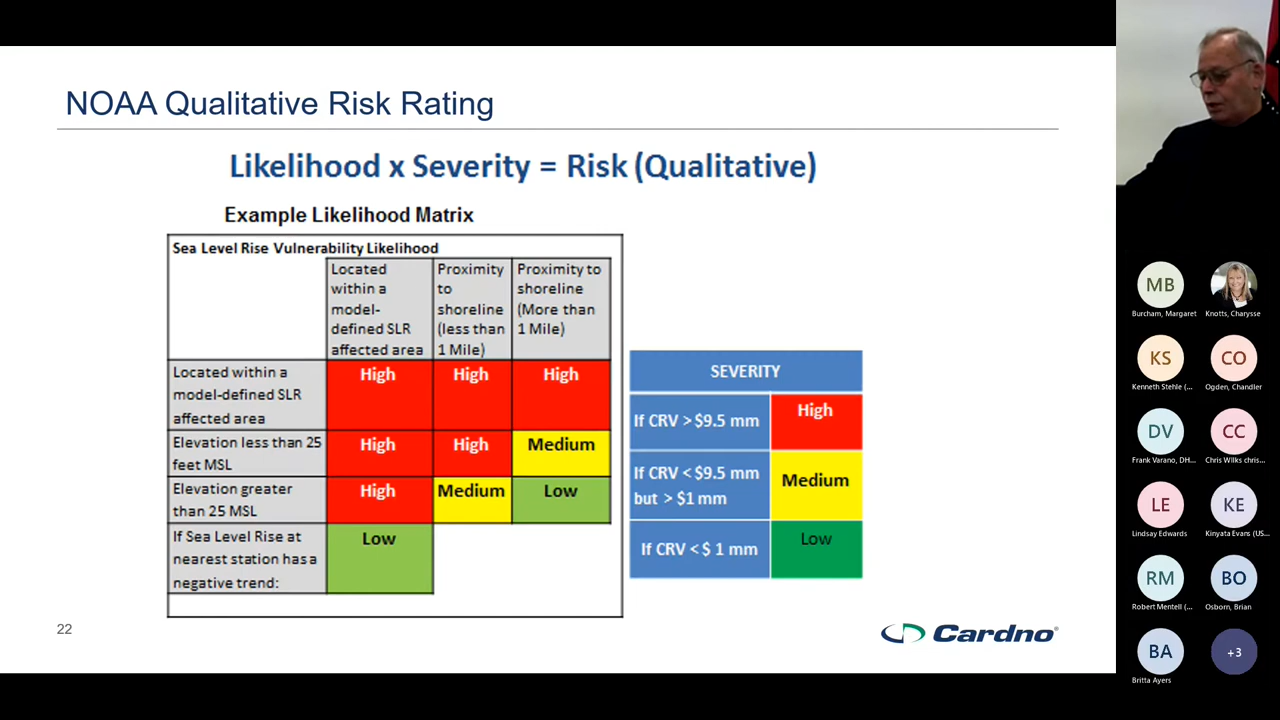 NOAA Qualitative Risk Rating
Likelihood x Severity = Risk (Qualitative)
Example Likelihood Matrix
Sea Level Rise Vulnerability Likelihood
Located
within a
model-
defined SLR
affected area
Proximity
to
shoreline
(less than
1 Mile)
Proximity to
shoreline
(More than
1 Mile)
Located within a
model-defined SLR
affected area
High
High
High
Elevation less than 25
feet MSL
High
High
Medium
Elevation greater
than 25 MSL
High
Medium
Low
If Sea Level Rise at
nearest station has a
negative trend:
Low
SEVERITY
If CRV > $9.5 mm
High
If CRV < $9.5 mm
but > $1 mm
Medium
If CRV < $ 1 mm
Low
22
Cardno®
MB
Burcham, Margaret
Knotts, Charysse
KS
Kenneth Stehle (...
CO
Ogden, Chandler
DV
Frank Varano, DH...
CC
Chris Wilks chris...
LE
Lindsay Edwards
KE
Kinyata Evans (US...
RM
Robert Mentell (...
BO
Osborn, Brian
BA
Britta Ayers
+3